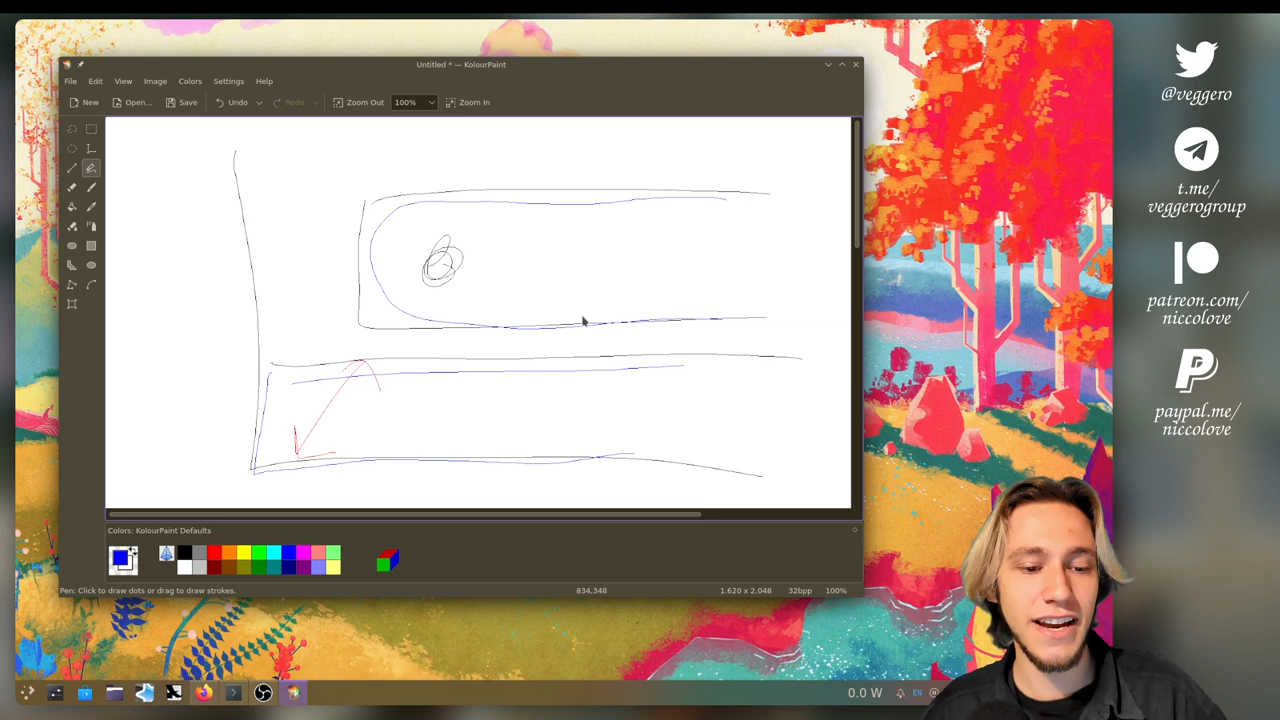 Untitled * — KolourPaint
File Edit View Image Colors Settings Help
New Open... Save Undo Redo Zoom Out 100% Zoom In
Colors: KolourPaint Defaults
Pen: Click to draw dots or drag to draw strokes. 834,348 1.620 x 2.048 32bpp 100%
0.0 W EN
@veggero
t.me/
veggerogroup
patreon.com/
niccolove
paypal.me/
niccolove